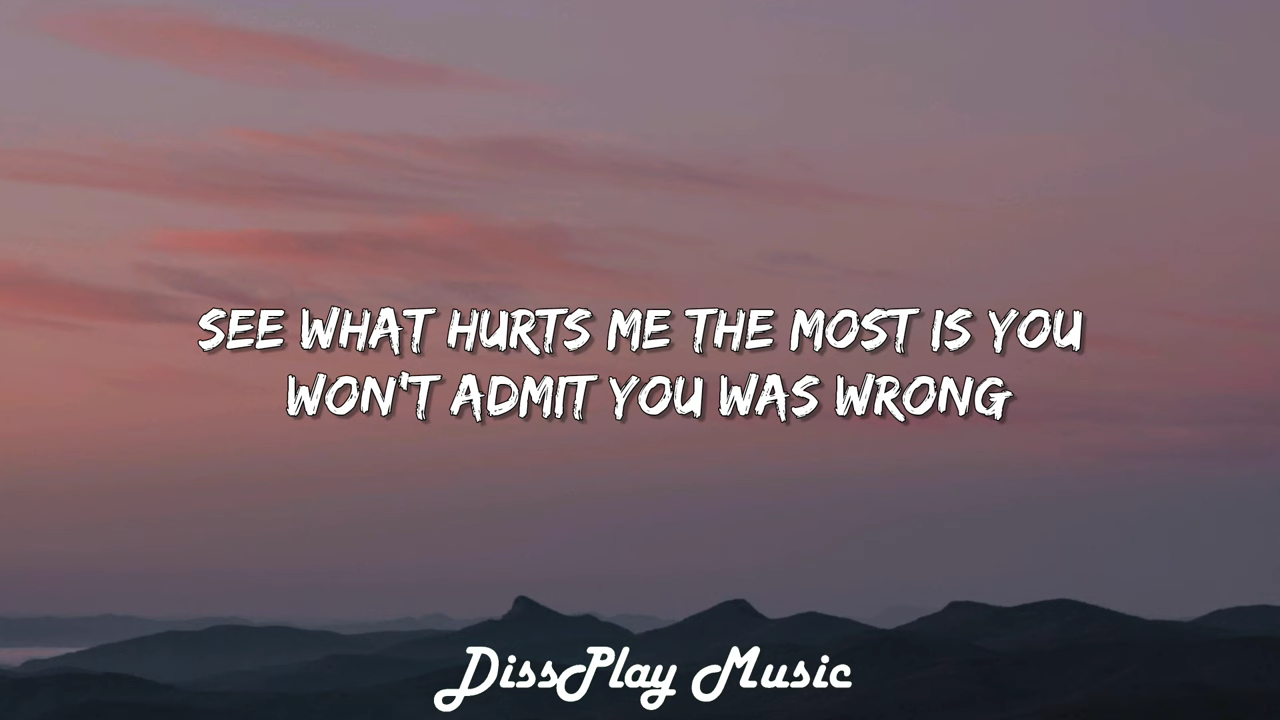 SEE WHAT HURTS ME THE MOST IS YOU
WON'T ADMIT YOU WAS WRONG
DissPlay Music